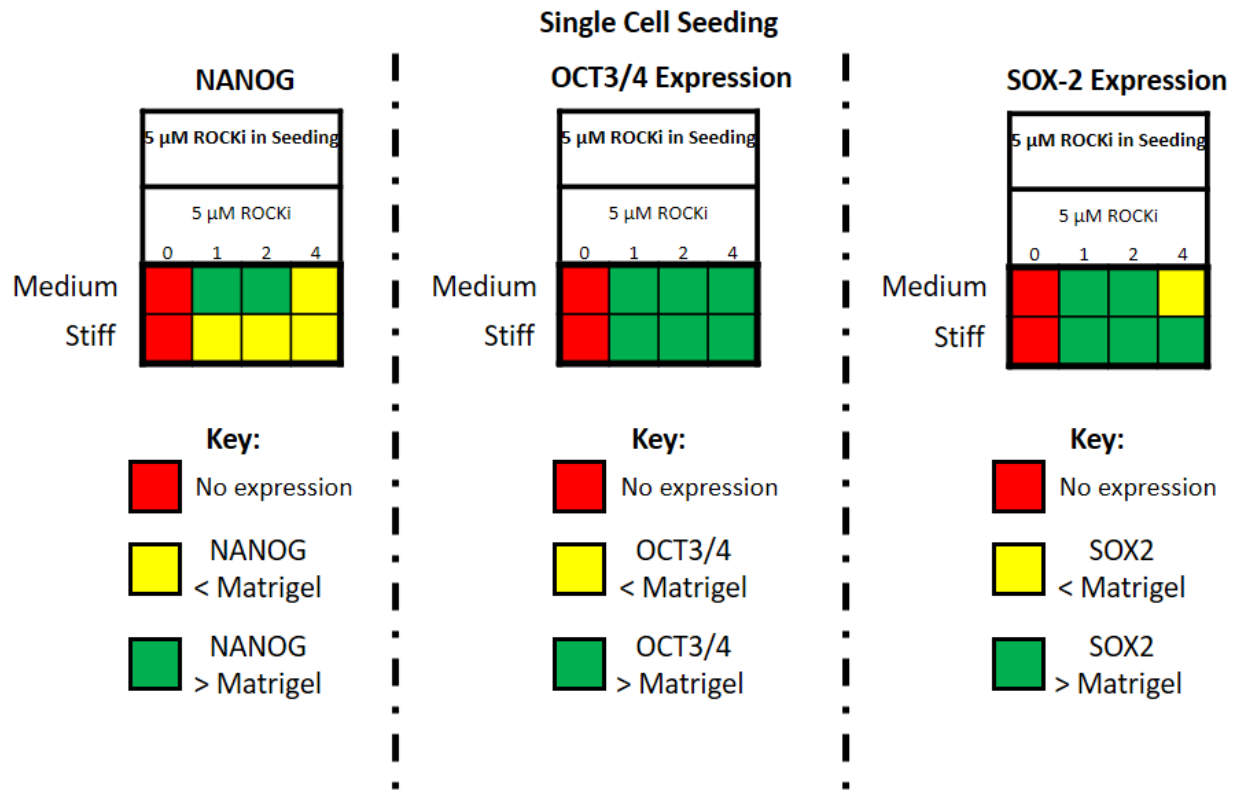 Single Cell Seeding
NANOG
5 µM ROCKi in Seeding
5 µM ROCKi
0 1 2 4
Medium
Stiff
Key:
No expression
NANOG
< Matrigel
NANOG
> Matrigel
OCT3/4 Expression
5 µM ROCKi in Seeding
5 µM ROCKi
0 1 2 4
Medium
Stiff
Key:
No expression
OCT3/4
< Matrigel
OCT3/4
> Matrigel
SOX-2 Expression
5 µM ROCKi in Seeding
5 µM ROCKi
0 1 2 4
Medium
Stiff
Key:
No expression
SOX2
< Matrigel
SOX2
> Matrigel